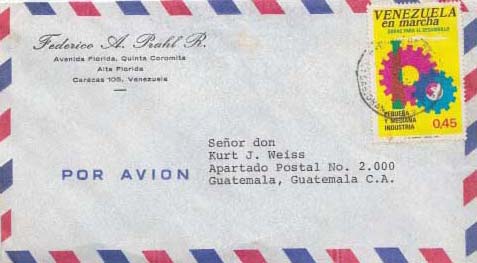 Federico A. Prahl R.
Avenida Florida, Quinta Coromita
Alta Florida
Caracas 105, Venezuela
VENEZUELA
en marcha
OBRAS PARA EL DESARROLLO
PEQUEÑA
Y MEDIANA
INDUSTRIA
0,45
Señor don
Kurt J. Weiss
Apartado Postal No. 2.000
Guatemala, Guatemala C.A.
POR AVION